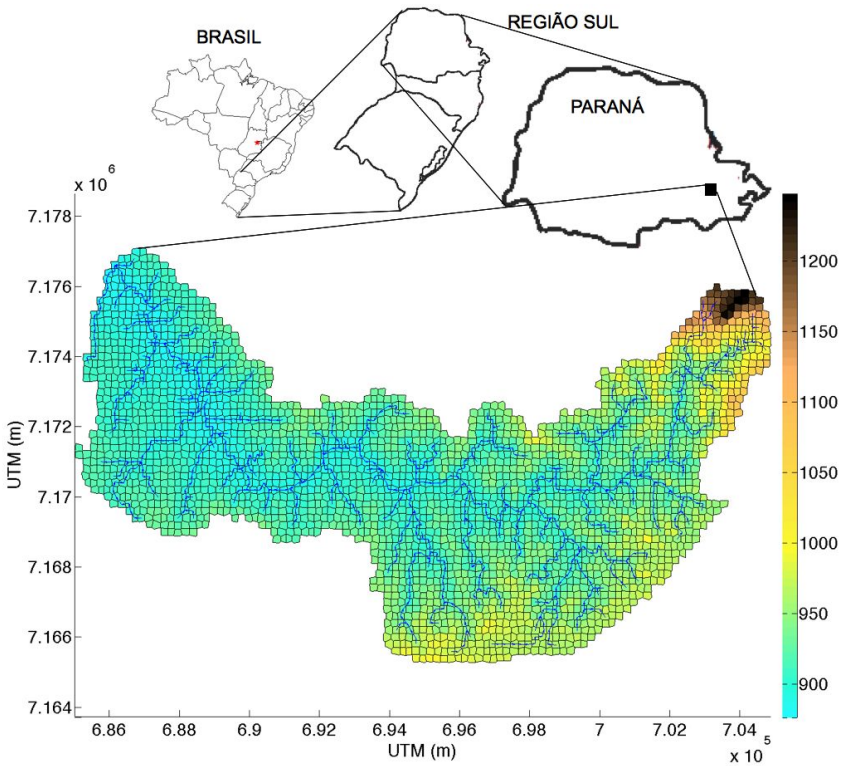 BRASIL
REGIÃO SUL
PARANÁ
x 10^6
7.178
7.176
7.174
7.172
7.17
7.168
7.166
7.164
UTM (m)
6.86 6.88 6.9 6.92 6.94 6.96 6.98 7 7.02 7.04
UTM (m)
x 10^5
1200
1150
1100
1050
1000
950
900